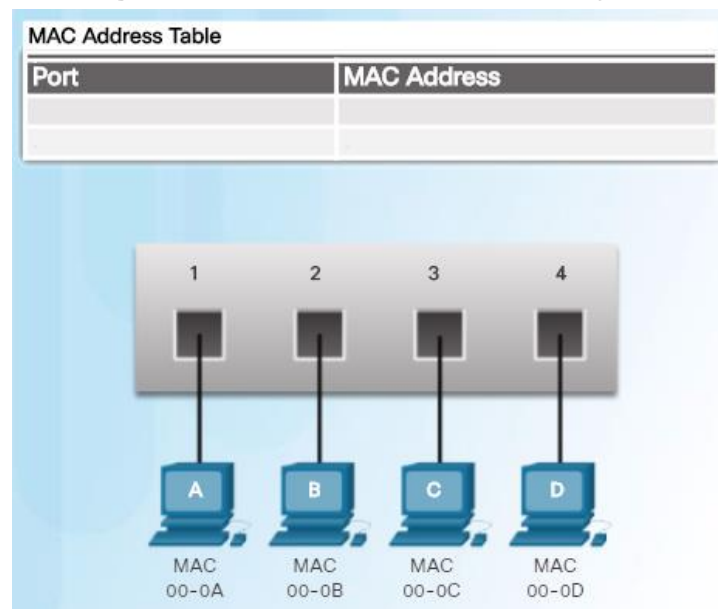 MAC Address Table
Port MAC Address
1 2 3 4
A B C D
MAC MAC MAC MAC
00-0A 00-0B 00-0C 00-0D